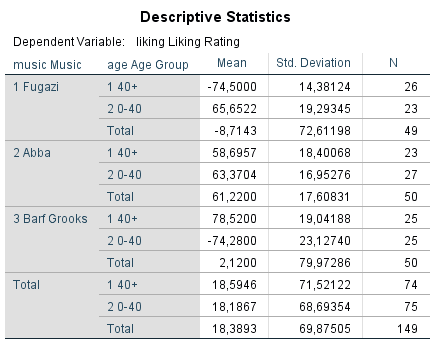 Descriptive Statistics
Dependent Variable: liking Liking Rating
music Music age Age Group Mean Std. Deviation N
1 Fugazi 1 40+ -74,5000 14,38124 26
2 0-40 65,6522 19,29345 23
Total -8,7143 72,61198 49
2 Abba 1 40+ 58,6957 18,40068 23
2 0-40 63,3704 16,95276 27
Total 61,2200 17,60831 50
3 Barf Grooks 1 40+ 78,5200 19,04188 25
2 0-40 -74,2800 23,12740 25
Total 2,1200 79,97286 50
Total 1 40+ 18,5946 71,52122 74
2 0-40 18,1867 68,69354 75
Total 18,3893 69,87505 149